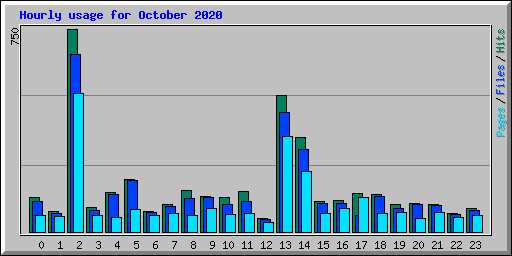 Hourly usage for October 2020
750
Pages / Files / Hits
0 1 2 3 4 5 6 7 8 9 10 11 12 13 14 15 16 17 18 19 20 21 22 23